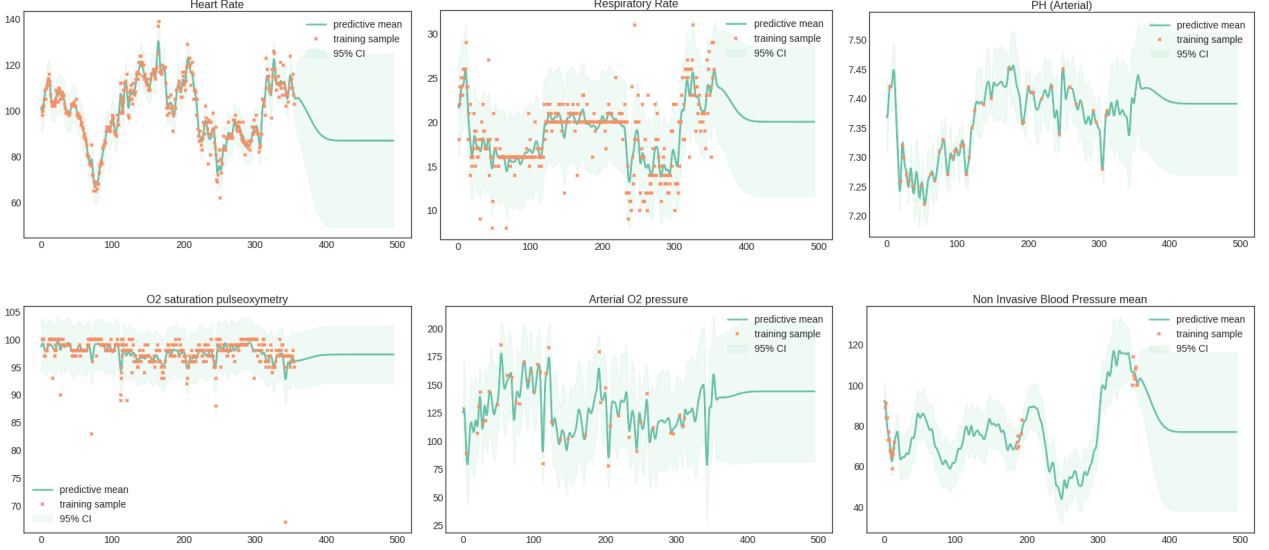 Heart Rate
140
120
100
80
60
0 100 200 300 400 500
predictive mean
training sample
95% CI
Respiratory Rate
30
25
20
15
10
0 100 200 300 400 500
predictive mean
training sample
95% CI
PH (Arterial)
7.50
7.45
7.40
7.35
7.30
7.25
7.20
0 100 200 300 400 500
predictive mean
training sample
95% CI
O2 saturation pulseoxymetry
105
100
95
90
85
80
75
70
predictive mean
training sample
95% CI
0 100 200 300 400 500
Arterial O2 pressure
200
175
150
125
100
75
50
25
0 100 200 300 400 500
predictive mean
training sample
95% CI
Non Invasive Blood Pressure mean
120
100
80
60
40
0 100 200 300 400 500
predictive mean
training sample
95% CI